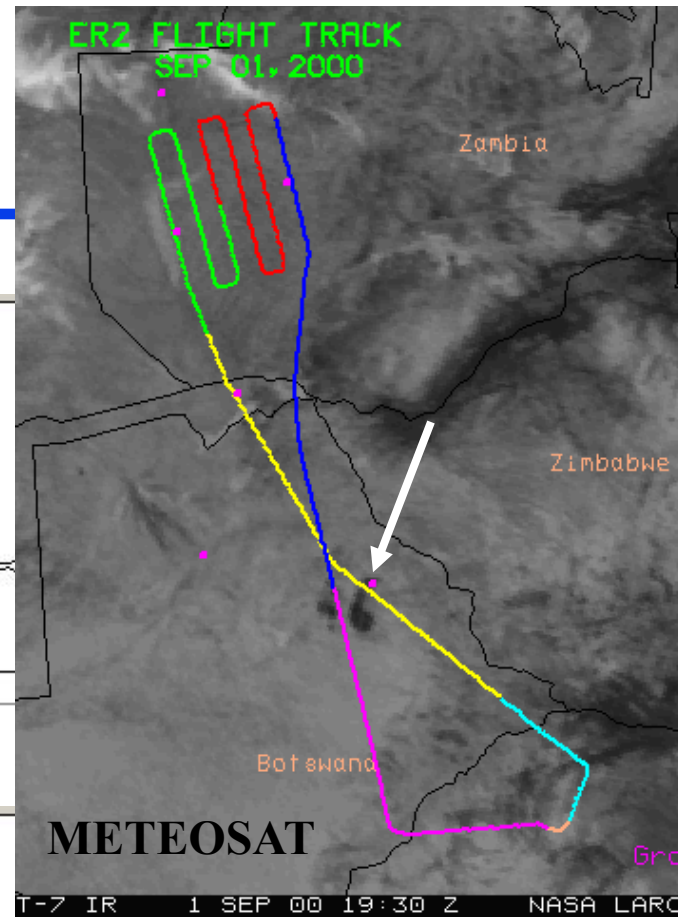 ER2 FLIGHT TRACK
SEP 01, 2000
Zambia
Zimbabwe
Botswana
METEOSAT
Gro
T-7 IR 1 SEP 00 19:30 Z NASA LARC